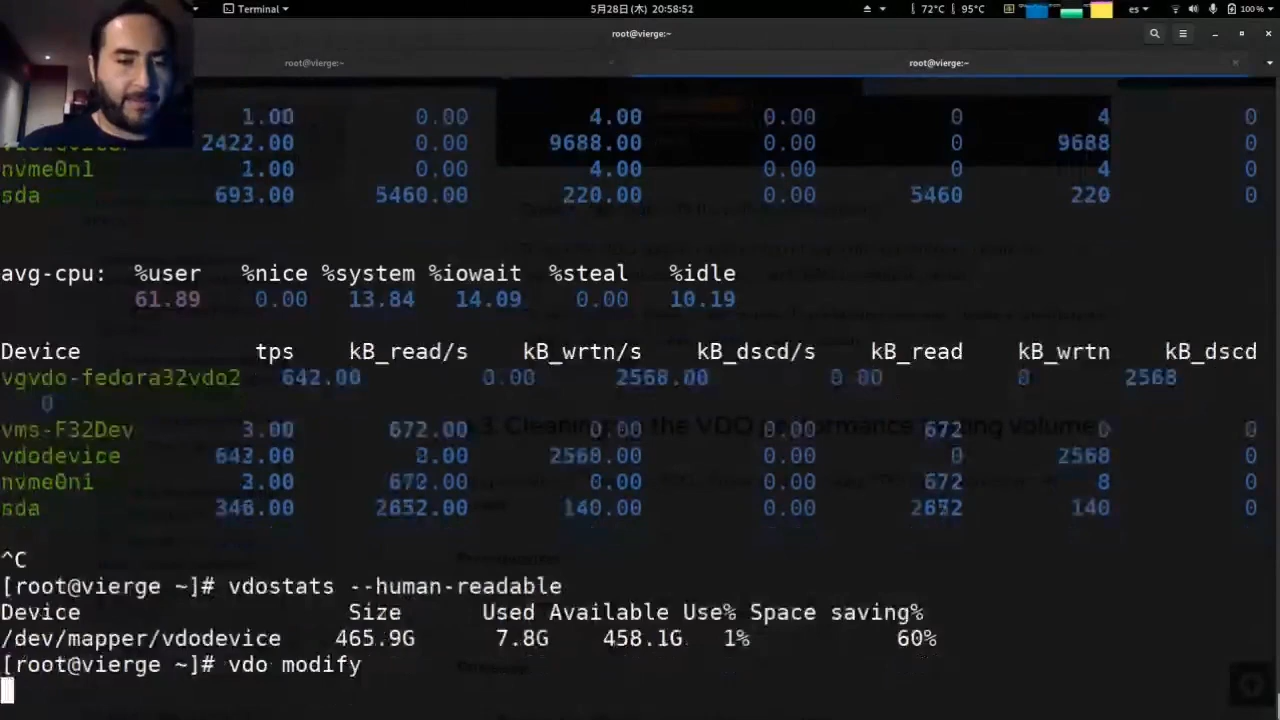 Terminal
5月28日 (木) 20:58:52
72°C 95°C
es
100 %
root@vierge:~
root@vierge:~ root@vierge:~
1.00 0.00 4.00 0.00 0 4 0
2422.00 0.00 9688.00 0.00 0 9688 0
nvme0n1 1.00 0.00 4.00 0.00 0 4 0
sda 693.00 5460.00 220.00 0.00 5460 220 0
avg-cpu: %user %nice %system %iowait %steal %idle
61.89 0.00 13.84 14.09 0.00 10.19
Device tps kB_read/s kB_wrtn/s kB_dscd/s kB_read kB_wrtn kB_dscd
vgvdo-fedora32vdo2 642.00 0.00 2568.00 0.00 0 2568
0
vms-F32Dev 3.00 672.00 0.00 0.00 672 0 0
vdodevice 643.00 0.00 2568.00 0.00 0 2568 0
nvme0n1 3.00 672.00 0.00 0.00 672 0 0
sda 346.00 2652.00 140.00 0.00 2652 140 0
3. Cleaning up the VDO performance testing volume
^C
[root@vierge ~]# vdostats --human-readable
Device Size Used Available Use% Space saving%
/dev/mapper/vdodevice 465.9G 7.8G 458.1G 1% 60%
[root@vierge ~]# vdo modify